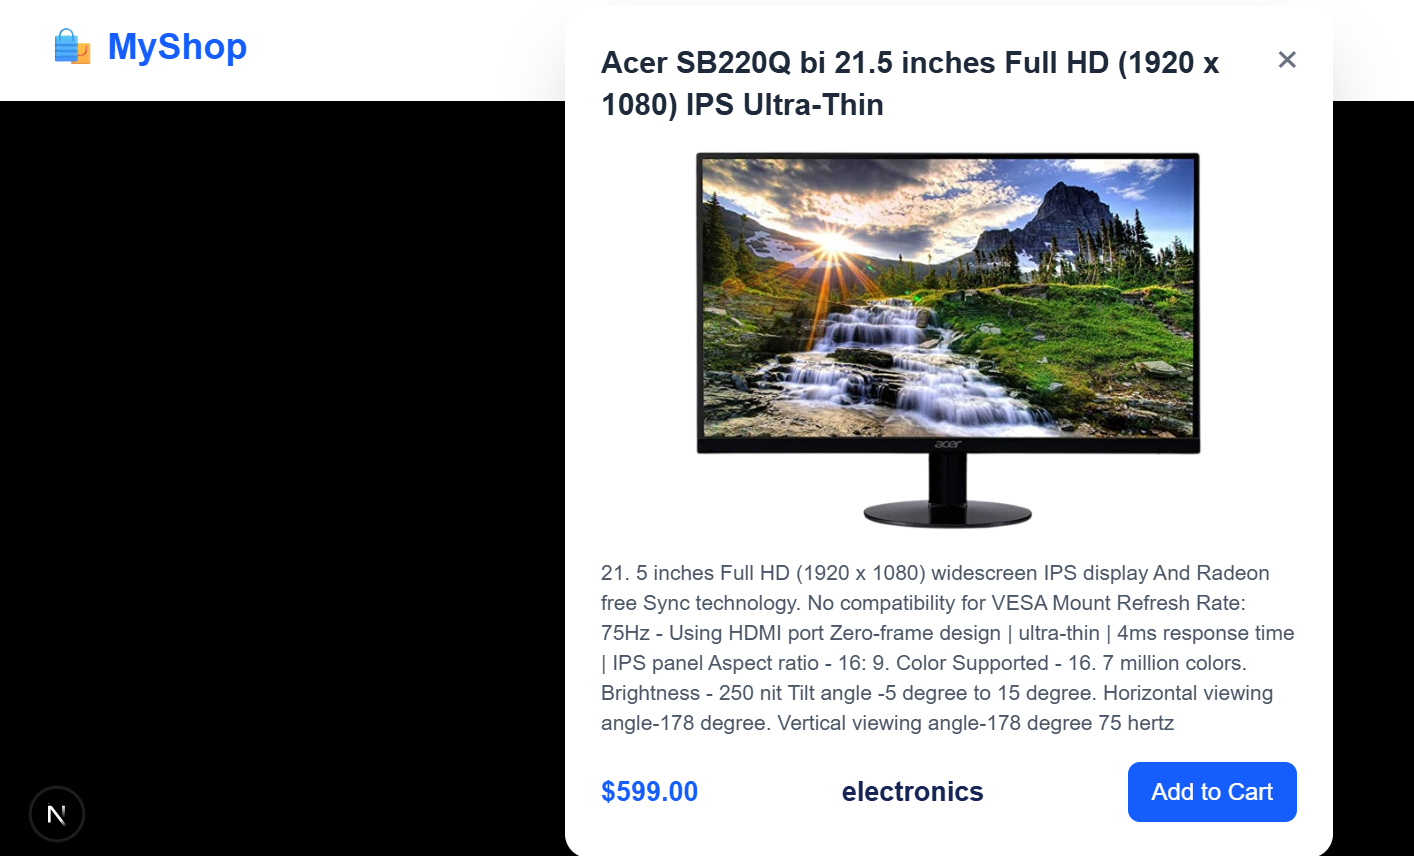 MyShop
Acer SB220Q bi 21.5 inches Full HD (1920 x
1080) IPS Ultra-Thin
✕
acer
21. 5 inches Full HD (1920 x 1080) widescreen IPS display And Radeon
free Sync technology. No compatibility for VESA Mount Refresh Rate:
75Hz - Using HDMI port Zero-frame design | ultra-thin | 4ms response time
| IPS panel Aspect ratio - 16: 9. Color Supported - 16. 7 million colors.
Brightness - 250 nit Tilt angle -5 degree to 15 degree. Horizontal viewing
angle-178 degree. Vertical viewing angle-178 degree 75 hertz
$599.00
electronics
Add to Cart
N